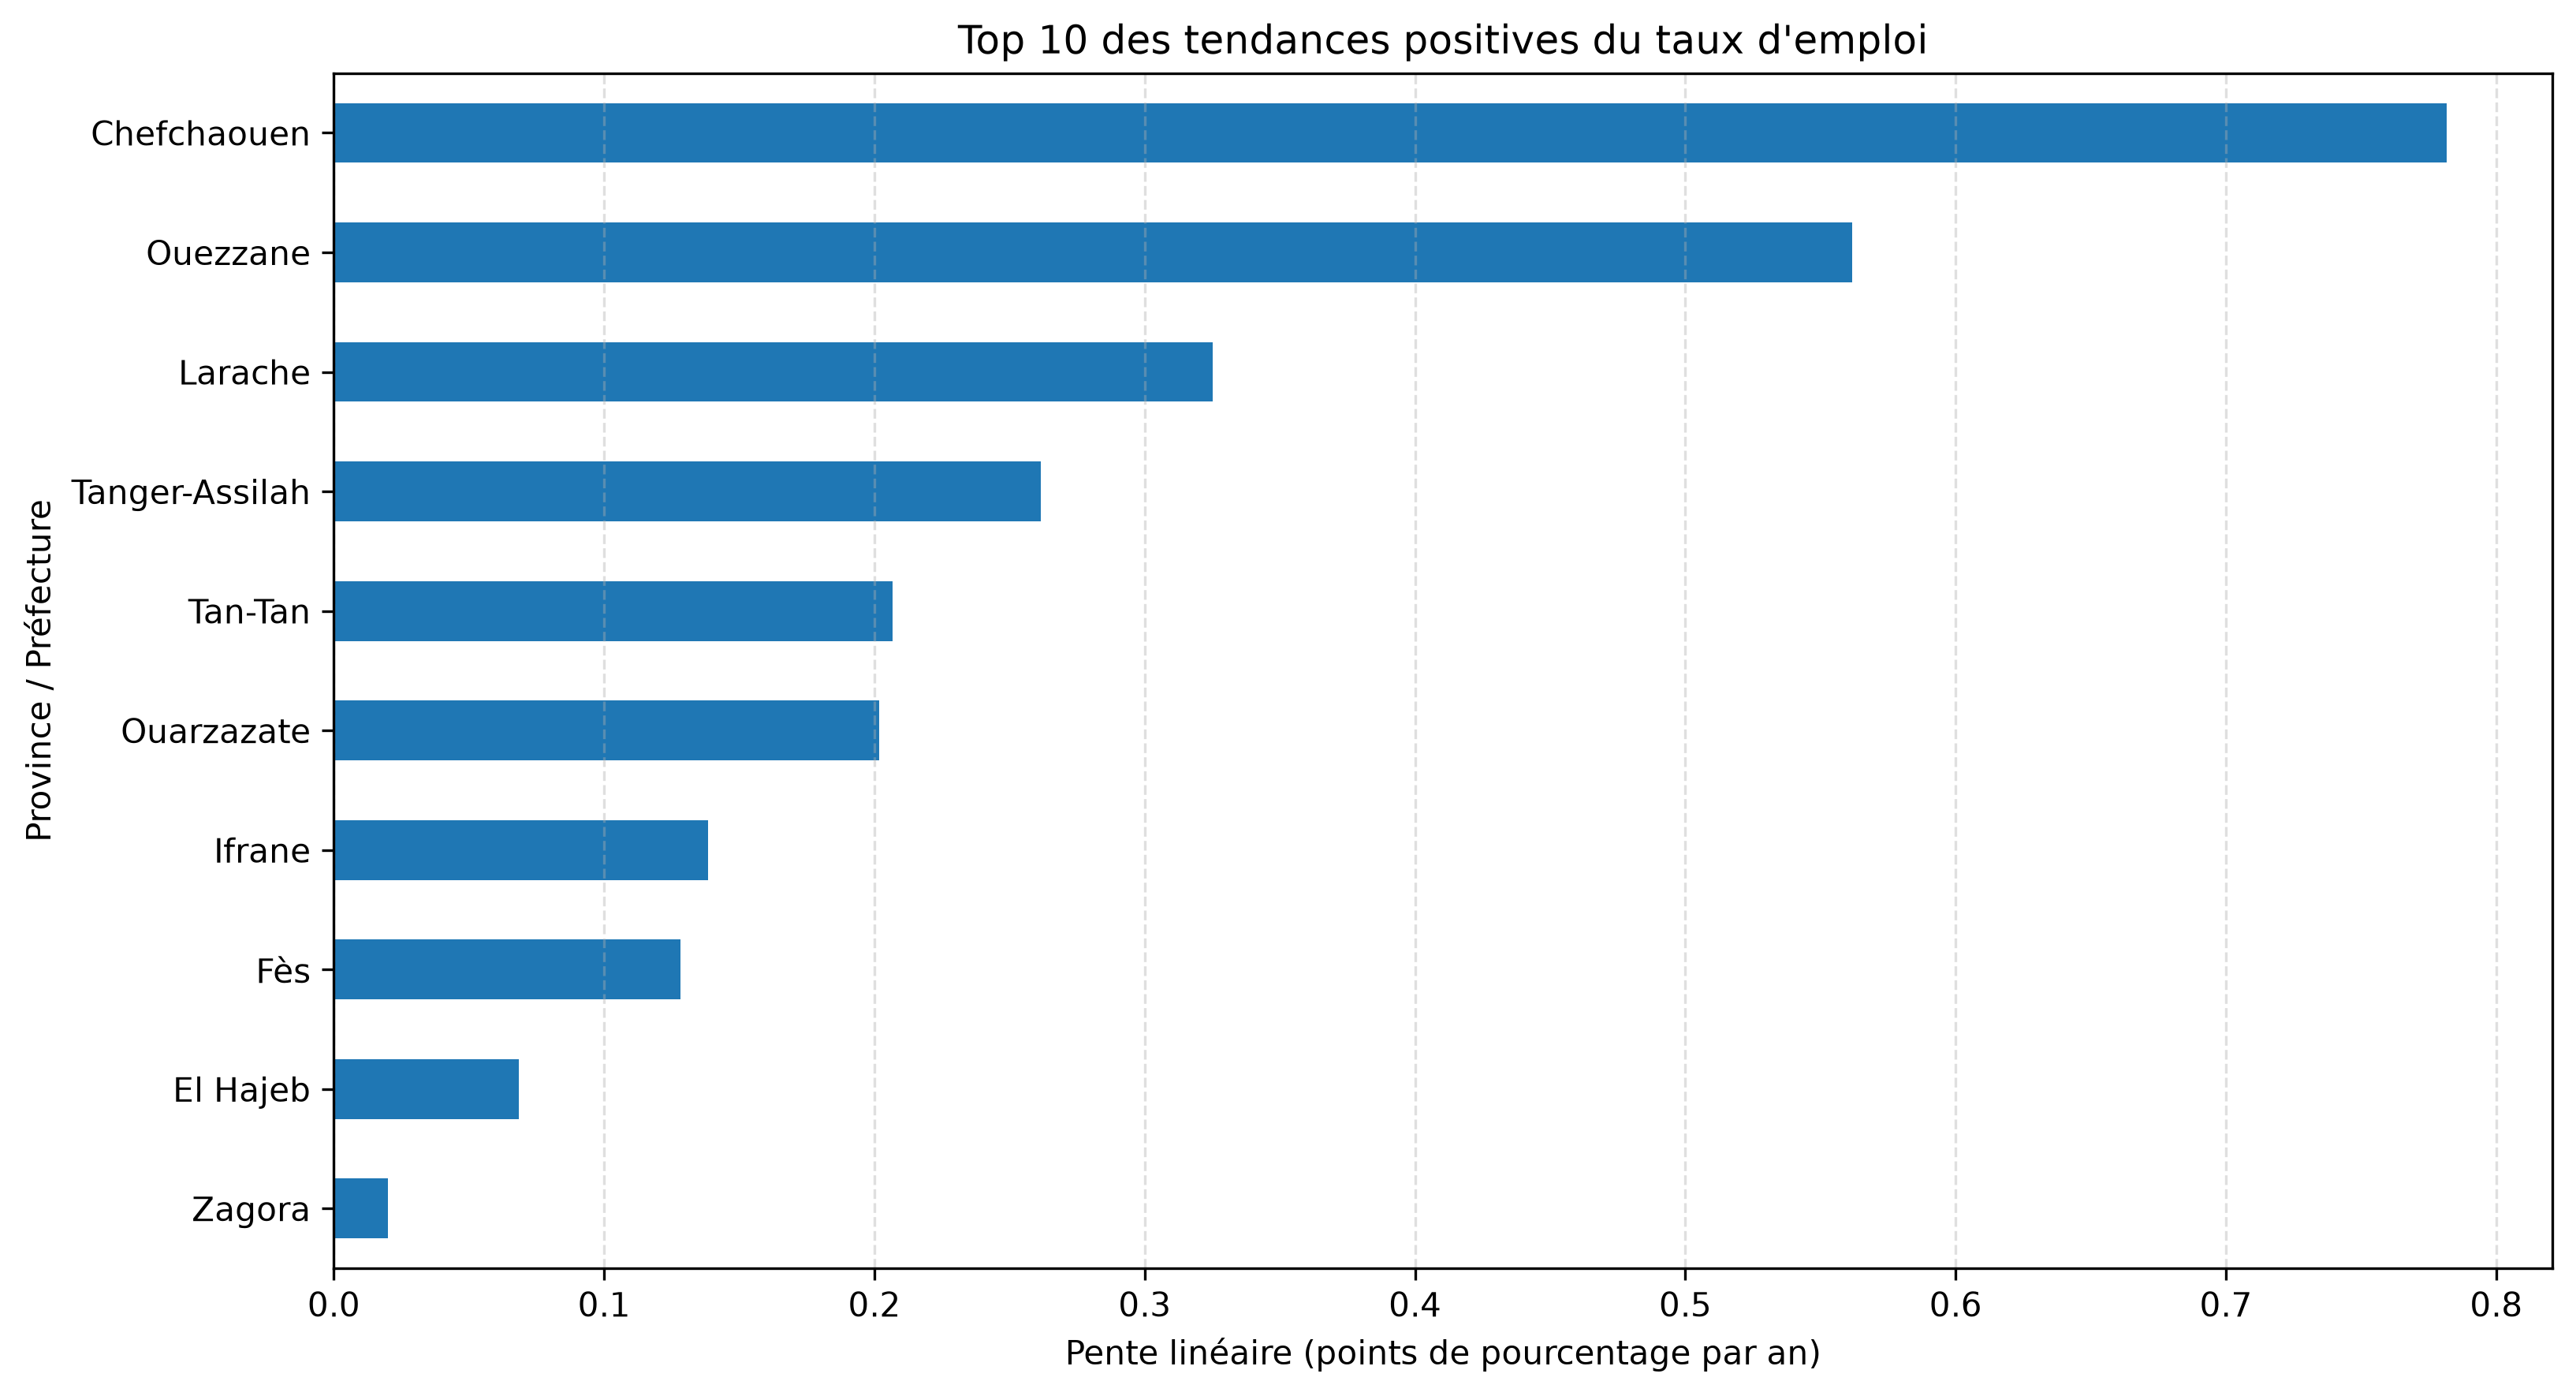 Top 10 des tendances positives du taux d'emploi
Province / Préfecture
Chefchaouen
Ouezzane
Larache
Tanger-Assilah
Tan-Tan
Ouarzazate
Ifrane
Fès
El Hajeb
Zagora
0.0 0.1 0.2 0.3 0.4 0.5 0.6 0.7 0.8
Pente linéaire (points de pourcentage par an)